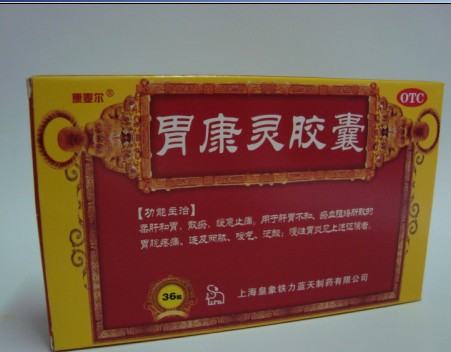 康麦尔®
OTC
胃康灵胶囊
【功能主治】
柔肝和胃，散瘀，缓急止痛。用于肝胃不和、瘀血阻络所致的
胃脘疼痛。连及两胁、嗳气、泛酸；慢性胃炎见上述证候者。
36粒
上海皇象铁力蓝天制药有限公司